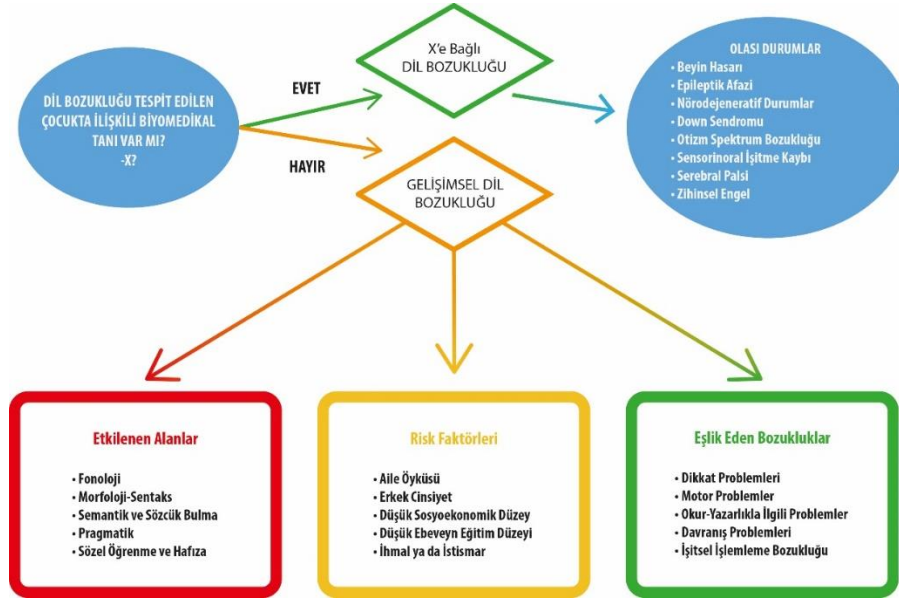 DİL BOZUKLUĞU TESPİT EDİLEN
ÇOCUKTA İLİŞKİLİ BİYOMEDİKAL
TANI VAR MI?
-X?
EVET
HAYIR
X'e Bağlı
DİL BOZUKLUĞU
OLASI DURUMLAR
• Beyin Hasarı
• Epileptik Afazi
• Nörodejeneratif Durumlar
• Down Sendromu
• Otizm Spektrum Bozukluğu
• Sensorinoral İşitme Kaybı
• Serebral Palsi
• Zihinsel Engel
GELİŞİMSEL DİL
BOZUKLUĞU
Etkilenen Alanlar
• Fonoloji
• Morfoloji-Sentaks
• Semantik ve Sözcük Bulma
• Pragmatik
• Sözel Öğrenme ve Hafıza
Risk Faktörleri
• Aile Öyküsü
• Erkek Cinsiyet
• Düşük Sosyoekonomik Düzey
• Düşük Ebeveyn Eğitim Düzeyi
• İhmal ya da İstismar
Eşlik Eden Bozukluklar
• Dikkat Problemleri
• Motor Problemler
• Okur-Yazarlıkla İlgili Problemler
• Davranış Problemleri
• İşitsel İşlemleme Bozukluğu